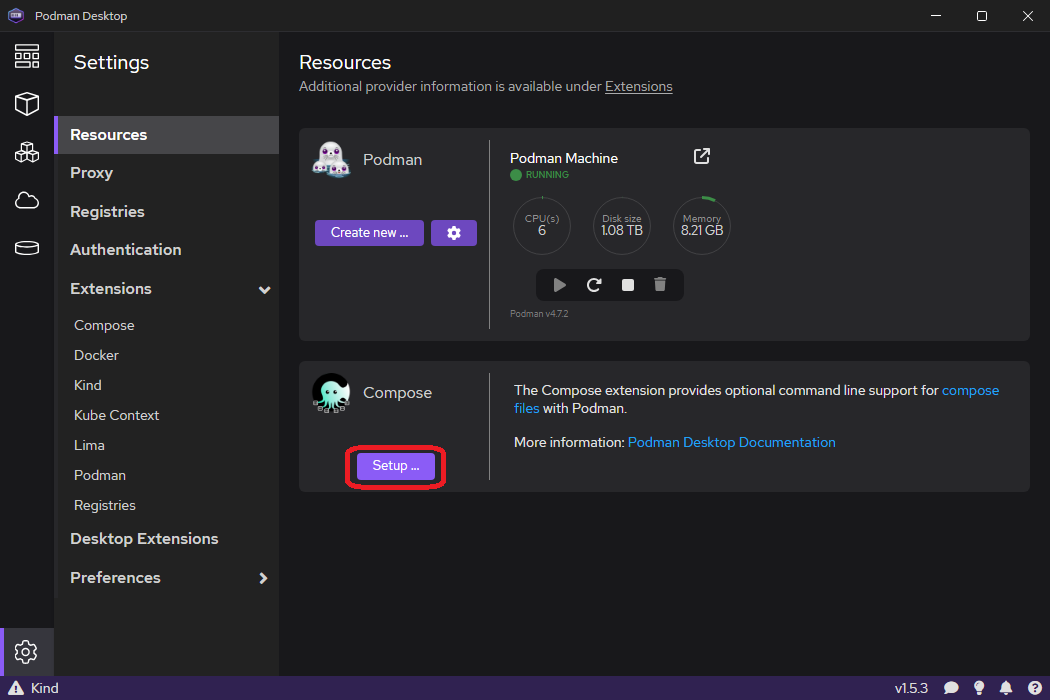 Podman Desktop
Settings
Resources
Proxy
Registries
Authentication
Extensions
Compose
Docker
Kind
Kube Context
Lima
Podman
Registries
Desktop Extensions
Preferences
Resources
Additional provider information is available under Extensions
Podman
Create new ...
Podman Machine
RUNNING
CPU(s)
6
Disk size
1.08 TB
Memory
8.21 GB
Podman v4.7.2
Compose
Setup ...
The Compose extension provides optional command line support for compose
files with Podman.
More information: Podman Desktop Documentation
Kind
v1.5.3